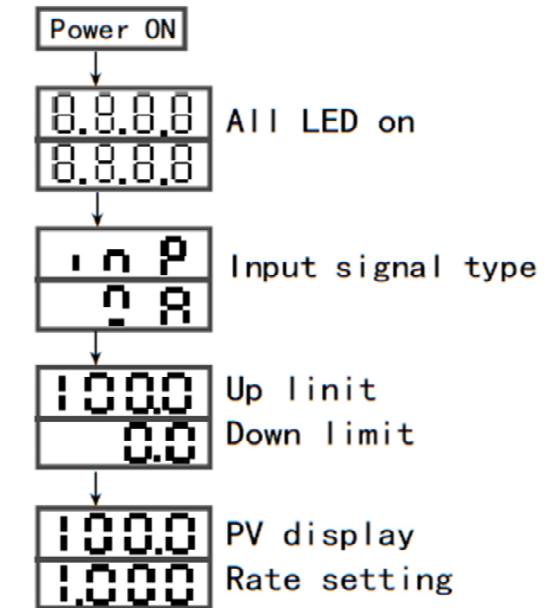 Power ON
8.8.8.8 All LED on
8.8.8.8
inP Input signal type
A
100.0 Up linit
0.0 Down limit
100.0 PV display
1.000 Rate setting